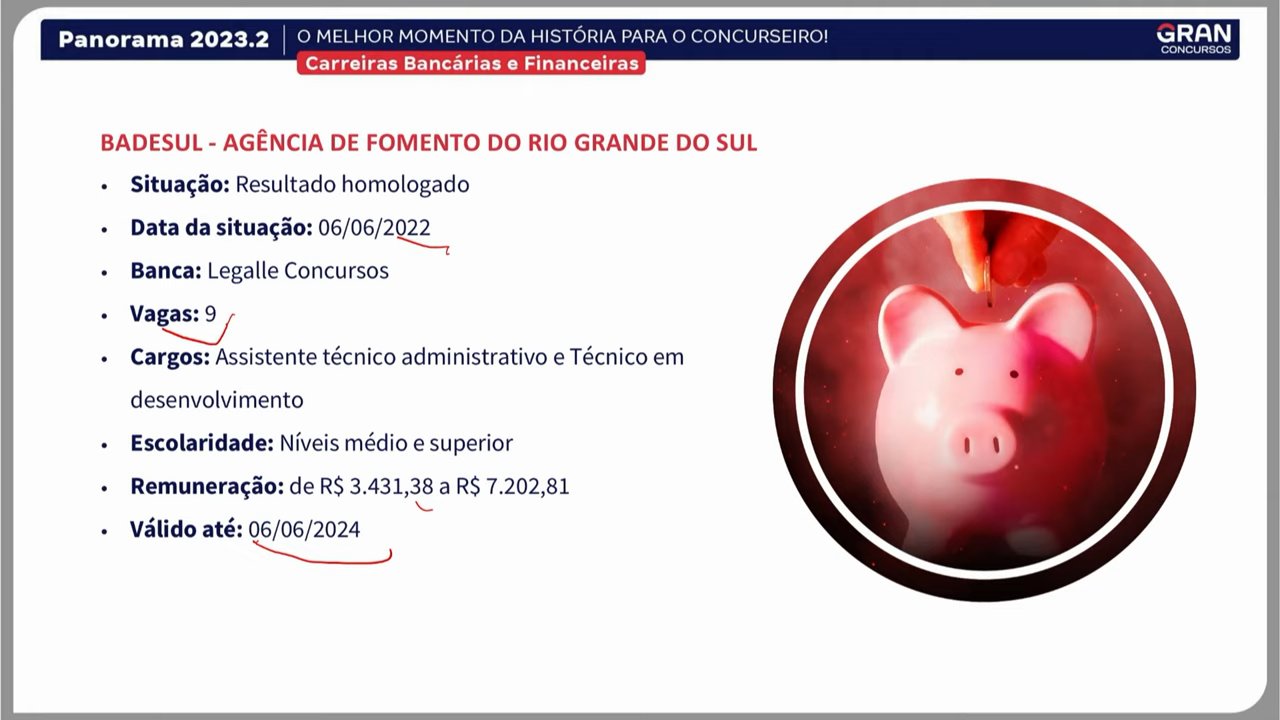 Panorama 2023.2
O MELHOR MOMENTO DA HISTÓRIA PARA O CONCURSEIRO!
Carreiras Bancárias e Financeiras
GRAN
CONCURSOS
BADESUL - AGÊNCIA DE FOMENTO DO RIO GRANDE DO SUL
• Situação: Resultado homologado
• Data da situação: 06/06/2022
• Banca: Legalle Concursos
• Vagas: 9
• Cargos: Assistente técnico administrativo e Técnico em
desenvolvimento
• Escolaridade: Níveis médio e superior
• Remuneração: de R$ 3.431,38 a R$ 7.202,81
• Válido até: 06/06/2024